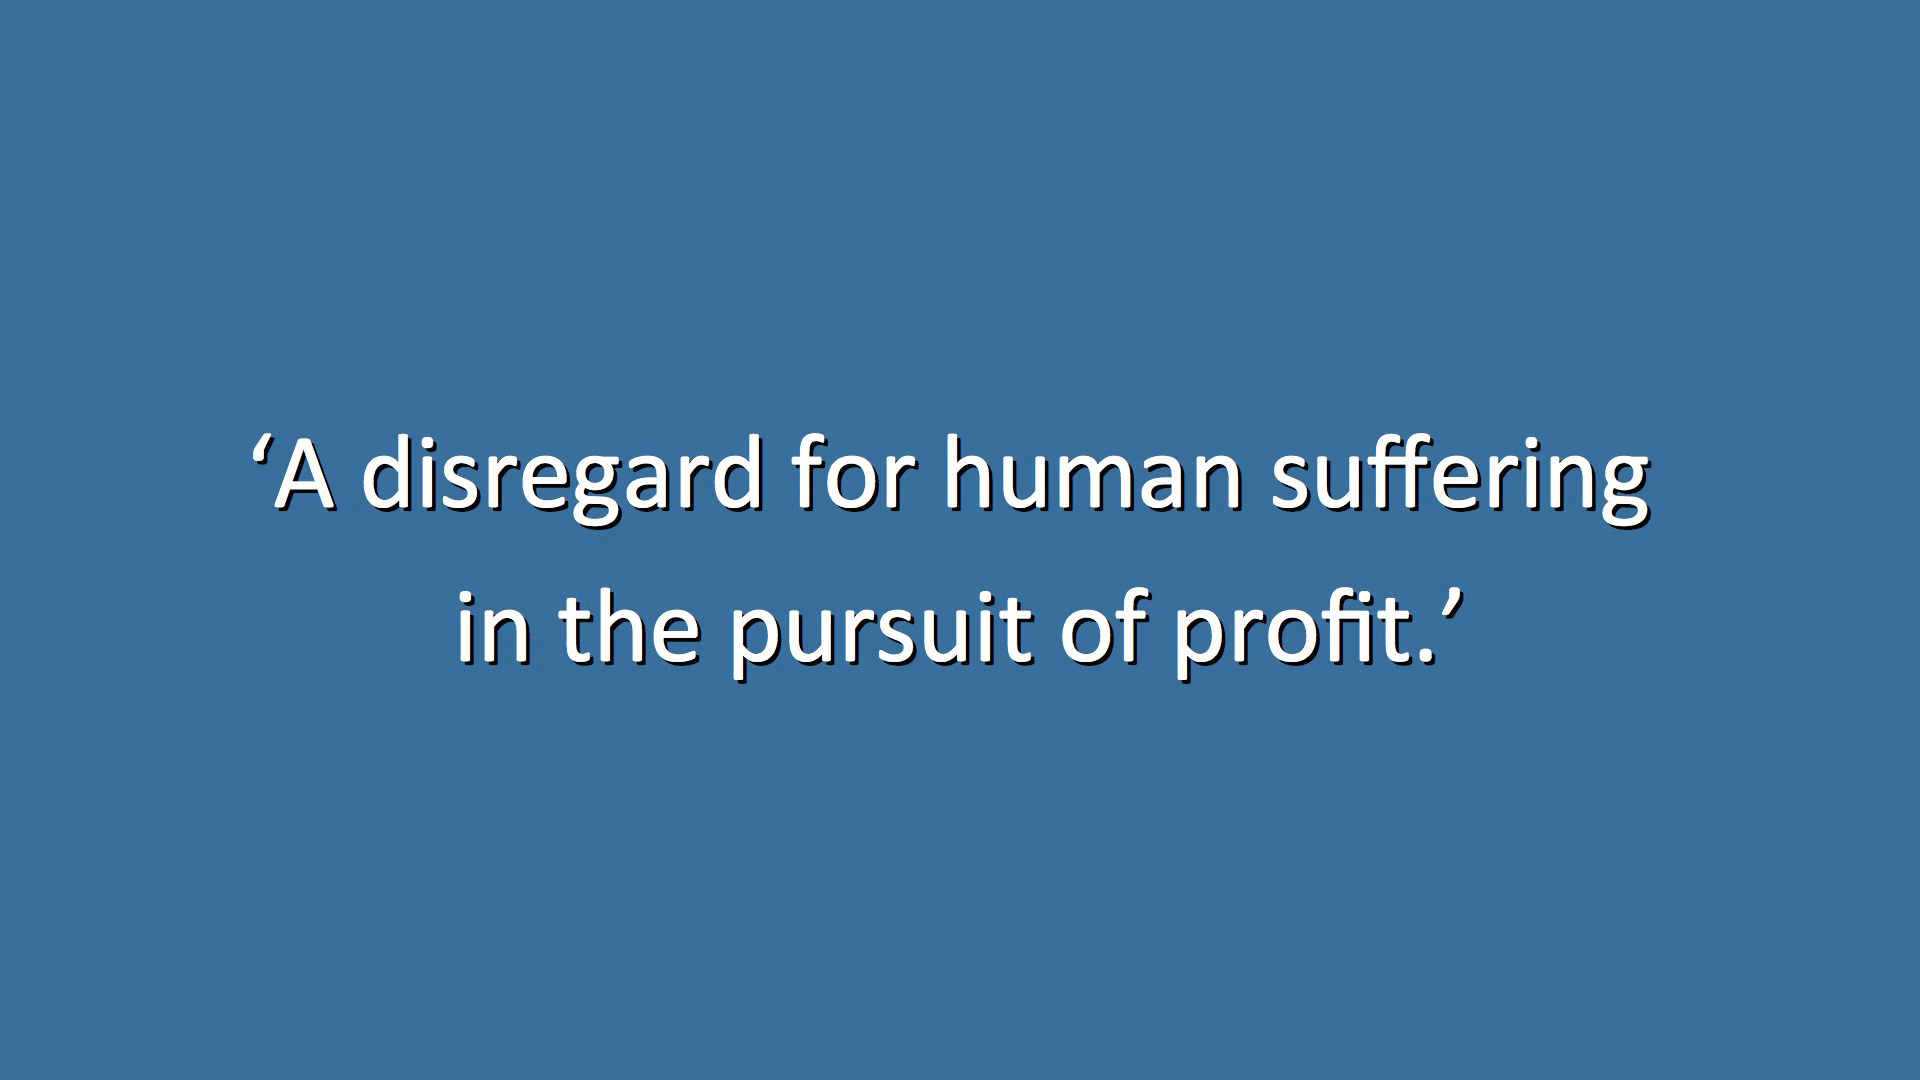 ‘A disregard for human suffering
in the pursuit of profit.’